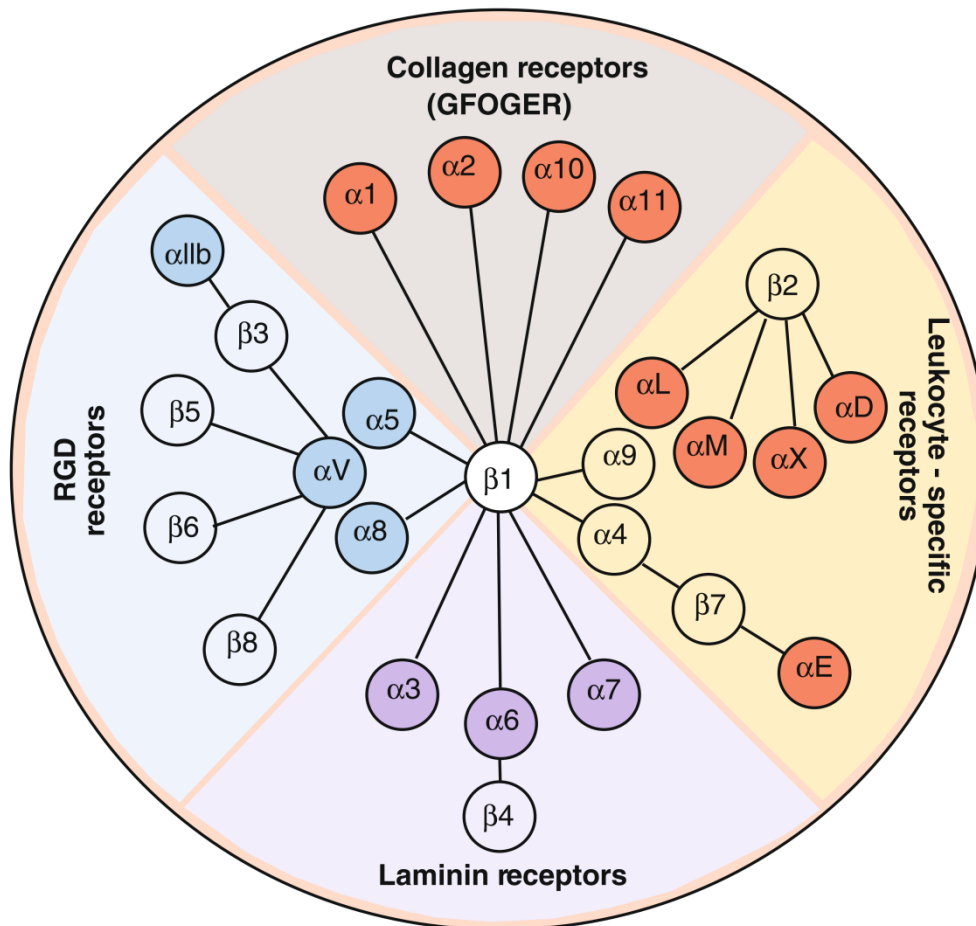 Collagen receptors
(GFOGER)
α1
α2
α10
α11
αIIb
β3
β5
α5
αV
β6
α8
β8
RGD
receptors
β1
β2
αL
αM
αX
αD
α9
α4
β7
αE
Leukocyte - specific
receptors
α3
α6
α7
β4
Laminin receptors